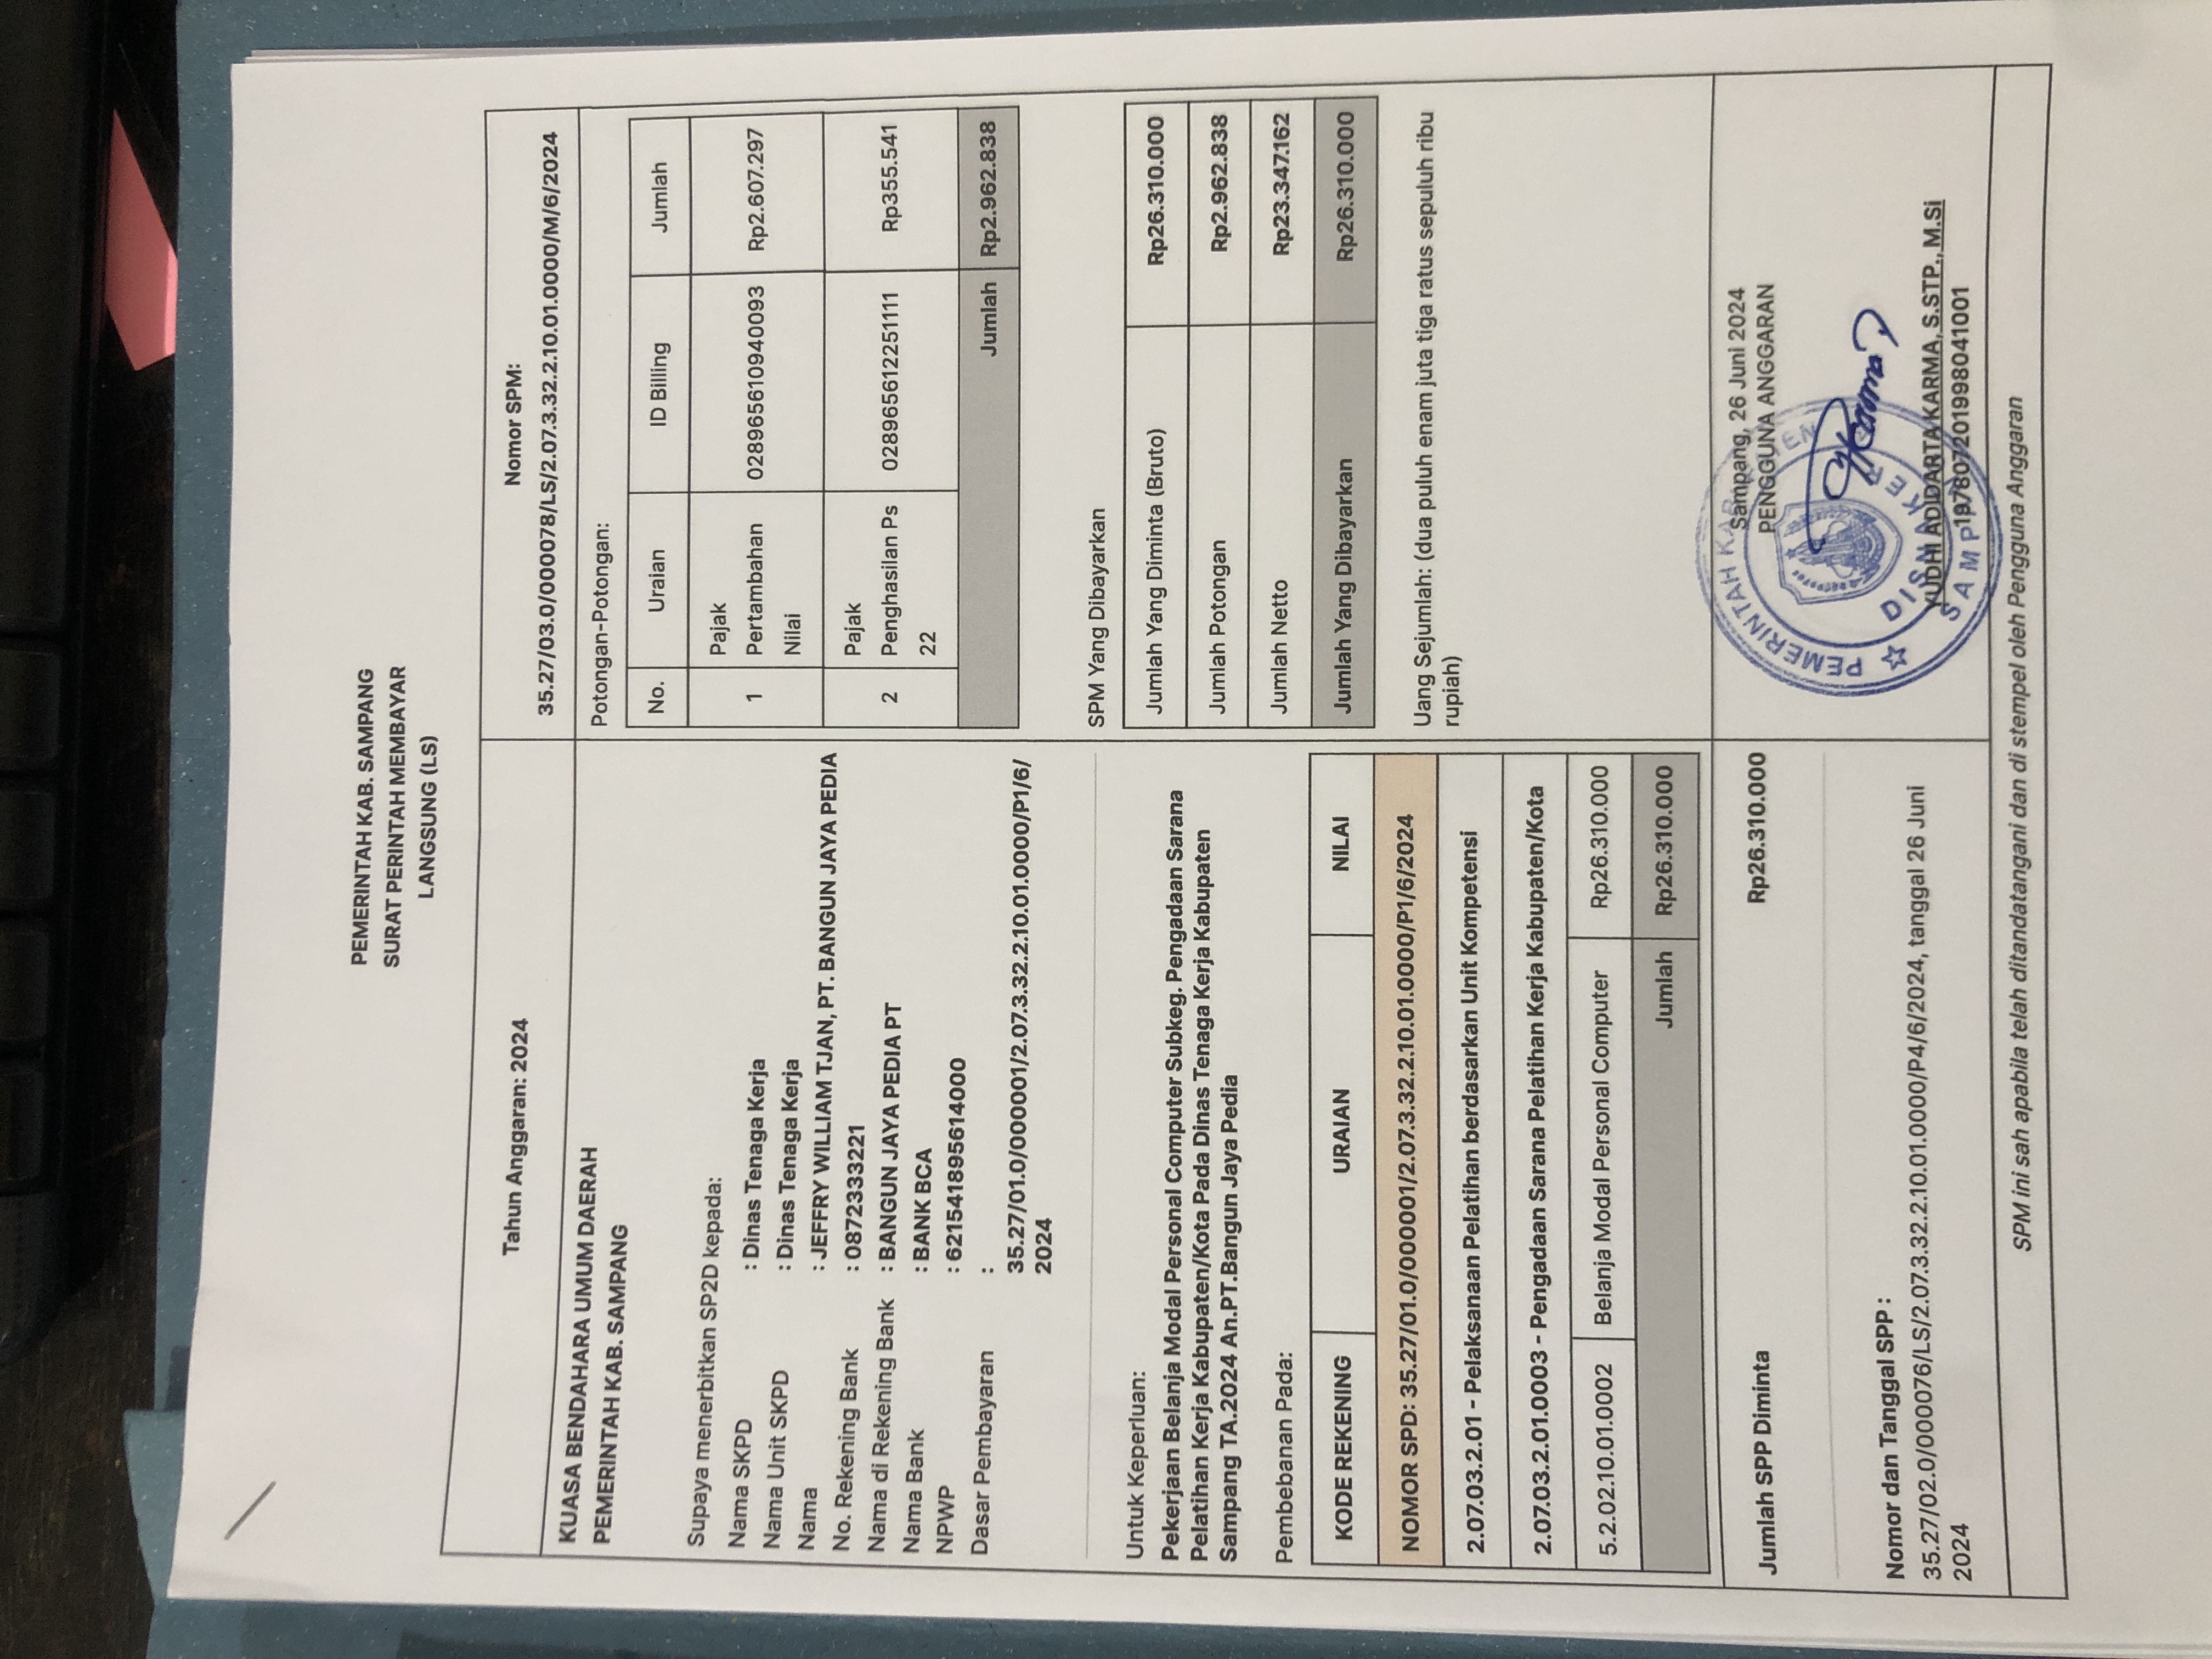 PEMERINTAH KAB. SAMPANG
SURAT PERINTAH MEMBAYAR
LANGSUNG (LS)
Tahun Anggaran: 2024
Nomor SPM:
35.27/03.0/000078/LS/2.07.3.32.2.10.01.0000/M/6/2024
KUASA BENDAHARA UMUM DAERAH
PEMERINTAH KAB. SAMPANG
Supaya menerbitkan SP2D kepada:
Nama SKPD : Dinas Tenaga Kerja
Nama Unit SKPD : Dinas Tenaga Kerja
Nama : JEFFRY WILLIAM TJAN, PT. BANGUN JAYA PEDIA
No. Rekening Bank : 0872333221
Nama di Rekening Bank : BANGUN JAYA PEDIA PT
Nama Bank : BANK BCA
NPWP : 621541895614000
Dasar Pembayaran :
35.27/01.0/000001/2.07.3.32.2.10.01.0000/P1/6/
2024
Untuk Keperluan:
Pekerjaan Belanja Modal Personal Computer Subkeg. Pengadaan Sarana
Pelatihan Kerja Kabupaten/Kota Pada Dinas Tenaga Kerja Kabupaten
Sampang TA.2024 An.PT.Bangun Jaya Pedia
Pembebanan Pada:
KODE REKENING URAIAN NILAI
NOMOR SPD: 35.27/01.0/000001/2.07.3.32.2.10.01.0000/P1/6/2024
2.07.03.2.01 - Pelaksanaan Pelatihan berdasarkan Unit Kompetensi
2.07.03.2.01.0003 - Pengadaan Sarana Pelatihan Kerja Kabupaten/Kota
5.2.02.10.01.0002 Belanja Modal Personal Computer Rp26.310.000
Jumlah Rp26.310.000
Potongan-Potongan:
No. Uraian ID Billing Jumlah
1 Pajak Pertambahan Nilai 028965610940093 Rp2.607.297
2 Pajak Penghasilan Ps 22 028965612251111 Rp355.541
Jumlah Rp2.962.838
SPM Yang Dibayarkan
Jumlah Yang Diminta (Bruto) Rp26.310.000
Jumlah Potongan Rp2.962.838
Jumlah Netto Rp23.347.162
Jumlah Yang Dibayarkan Rp26.310.000
Uang Sejumlah: (dua puluh enam juta tiga ratus sepuluh ribu
rupiah)
Jumlah SPP Diminta Rp26.310.000
Nomor dan Tanggal SPP :
35.27/02.0/000076/LS/2.07.3.32.2.10.01.0000/P4/6/2024, tanggal 26 Juni
2024
Sampang, 26 Juni 2024
PENGGUNA ANGGARAN
PEMERINTAH KABUPATEN
DISNAKER
SAMPANG
YUDHI ADIDARTA KARMA, S.STP., M.Si
197807201998041001
SPM ini sah apabila telah ditandatangani dan di stempel oleh Pengguna Anggaran